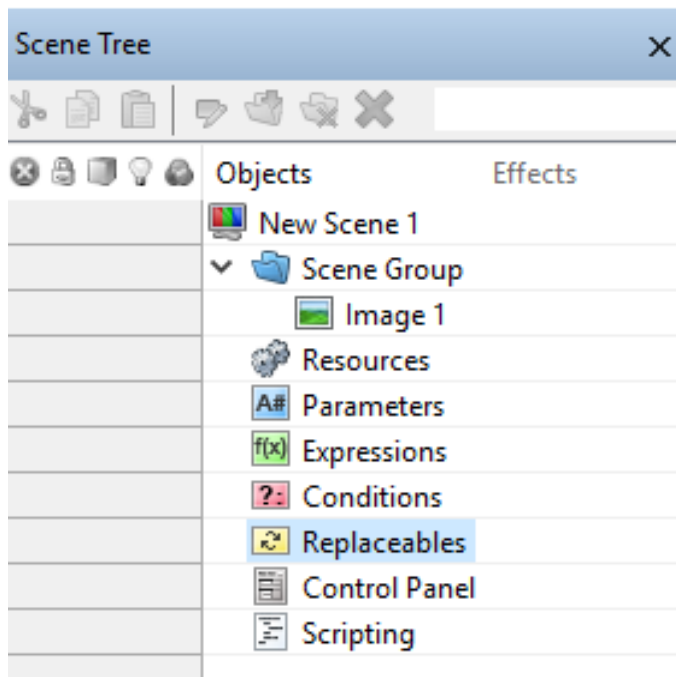 Scene Tree
Objects Effects
New Scene 1
Scene Group
Image 1
Resources
A# Parameters
f(x) Expressions
?: Conditions
Replaceables
Control Panel
Scripting